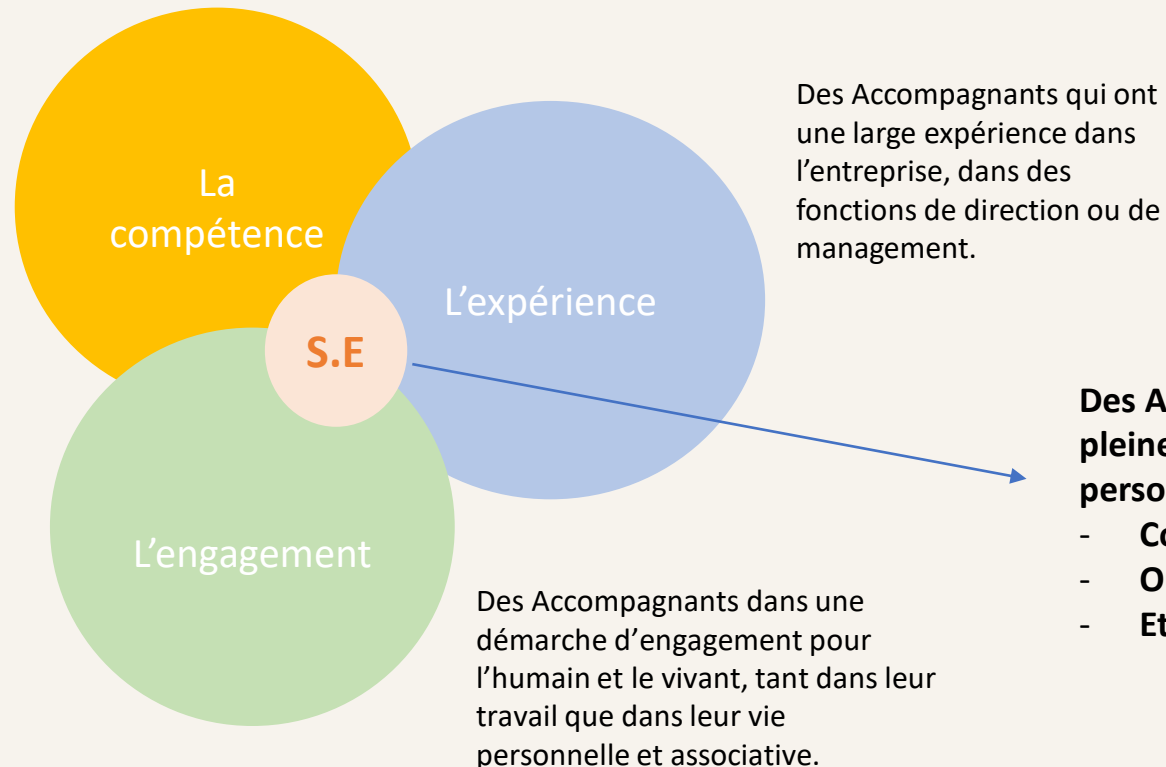 La
compétence
L’expérience
S.E
L’engagement
Des Accompagnants qui ont
une large expérience dans
l’entreprise, dans des
fonctions de direction ou de
management.
Des
pleine
perso
-
-
- Et
Des Accompagnants dans une
démarche d’engagement pour
l’humain et le vivant, tant dans leur
travail que dans leur vie
personnelle et associative.